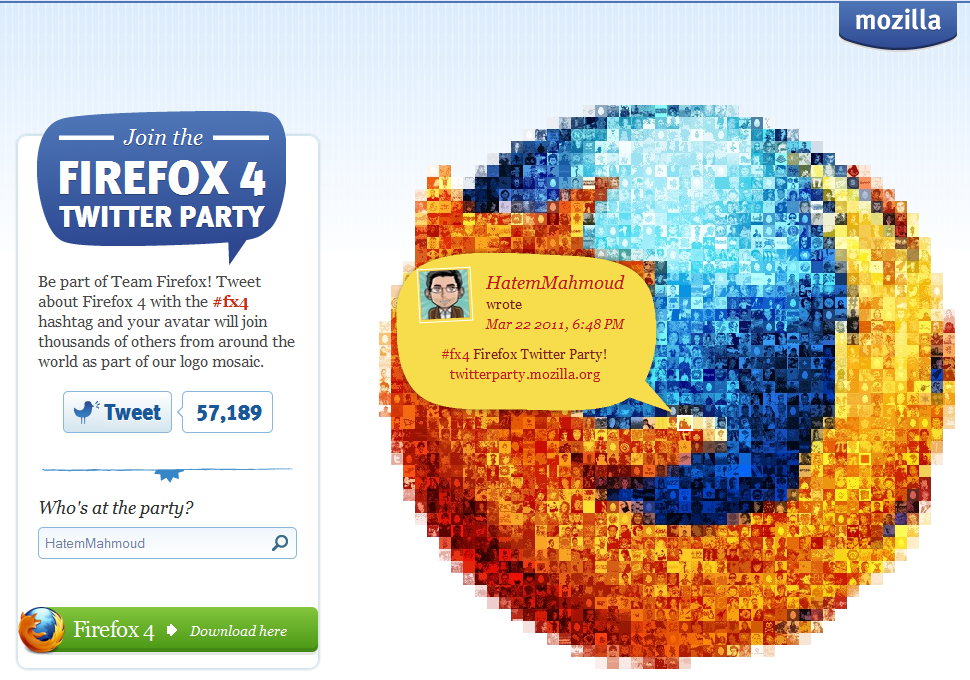 mozilla
Join the
FIREFOX 4
TWITTER PARTY
Be part of Team Firefox! Tweet
about Firefox 4 with the #fx4
hashtag and your avatar will join
thousands of others from around the
world as part of our logo mosaic.
Tweet 57,189
Who's at the party?
HatemMahmoud
Firefox 4 Download here
HatemMahmoud
wrote
Mar 22 2011, 6:48 PM
#fx4 Firefox Twitter Party!
twitterparty.mozilla.org